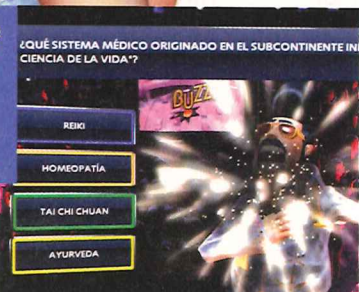 ¿QUÉ SISTEMA MÉDICO ORIGINADO EN EL SUBCONTINENTE
CIENCIA DE LA VIDA"?
BUZZ
REIKI
HOMEOPATÍA
TAI CHI CHUAN
AYURVEDA